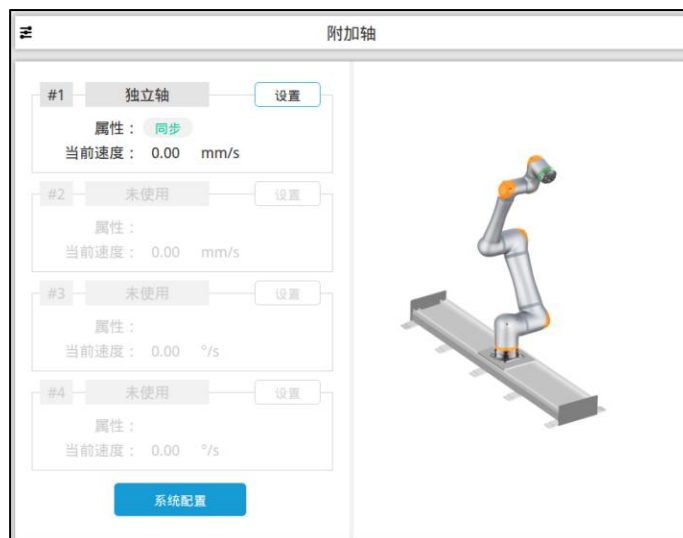 附加轴
#1 独立轴 设置
属性： 同步
当前速度： 0.00 mm/s
#2 未使用 设置
属性：
当前速度： 0.00 mm/s
#3 未使用 设置
属性：
当前速度： 0.00 °/s
#4 未使用 设置
属性：
当前速度： 0.00 °/s
系统配置